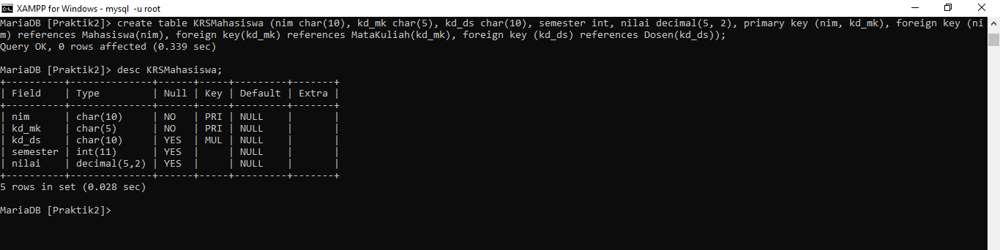 XAMPP for Windows - mysql  -u root
MariaDB [Praktik2]> create table KRSMahasiswa (nim char(10), kd_mk char(5), kd_ds char(10), semester int, nilai decimal(5, 2), primary key (nim, kd_mk), foreign key (ni
m) references Mahasiswa(nim), foreign key(kd_mk) references MataKuliah(kd_mk), foreign key (kd_ds) references Dosen(kd_ds));
Query OK, 0 rows affected (0.339 sec)
MariaDB [Praktik2]> desc KRSMahasiswa;
+----------+--------------+------+-----+---------+-------+
| Field    | Type         | Null | Key | Default | Extra |
+----------+--------------+------+-----+---------+-------+
| nim      | char(10)     | NO   | PRI | NULL    |       |
| kd_mk    | char(5)      | NO   | PRI | NULL    |       |
| kd_ds    | char(10)     | YES  | MUL | NULL    |       |
| semester | int(11)      | YES  |     | NULL    |       |
| nilai    | decimal(5,2) | YES  |     | NULL    |       |
+----------+--------------+------+-----+---------+-------+
5 rows in set (0.028 sec)
MariaDB [Praktik2]>